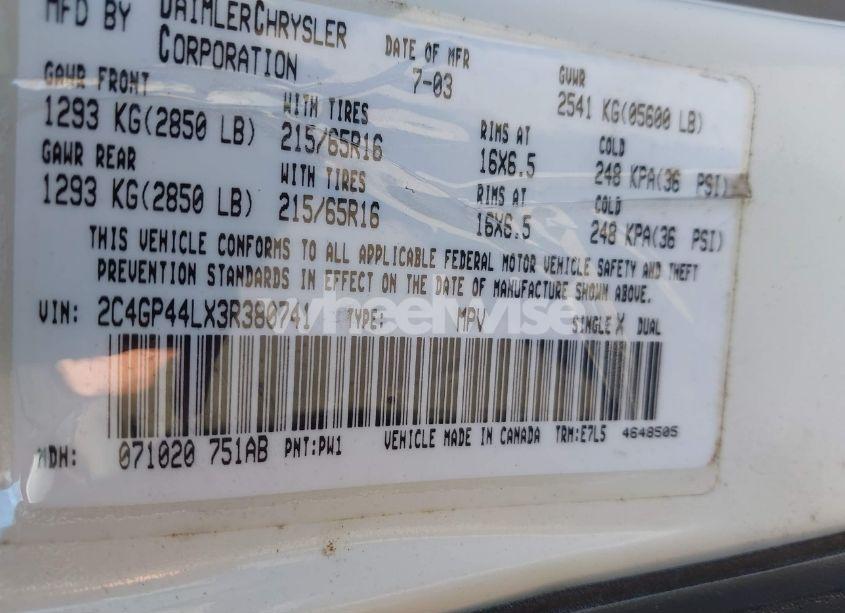 MFD BY DAIMLERCHRYSLER CORPORATION
DATE OF MFR 7-03
GVWR 2541 KG(05600 LB)
GAWR FRONT 1293 KG(2850 LB)
WITH TIRES 215/65R16
RIMS AT 16X6.5
COLD 248 KPA(36 PSI)
GAWR REAR 1293 KG(2850 LB)
WITH TIRES 215/65R16
RIMS AT 16X6.5
COLD 248 KPA(36 PSI)
THIS VEHICLE CONFORMS TO ALL APPLICABLE FEDERAL MOTOR VEHICLE SAFETY AND THEFT
PREVENTION STANDARDS IN EFFECT ON THE DATE OF MANUFACTURE SHOWN ABOVE.
VIN: 2C4GP44LX3R380741 TYPE: MPV SINGLE X DUAL
wheelwise
MDH: 071020 751AB PNT:PW1 VEHICLE MADE IN CANADA TRM:E7L5 4648505